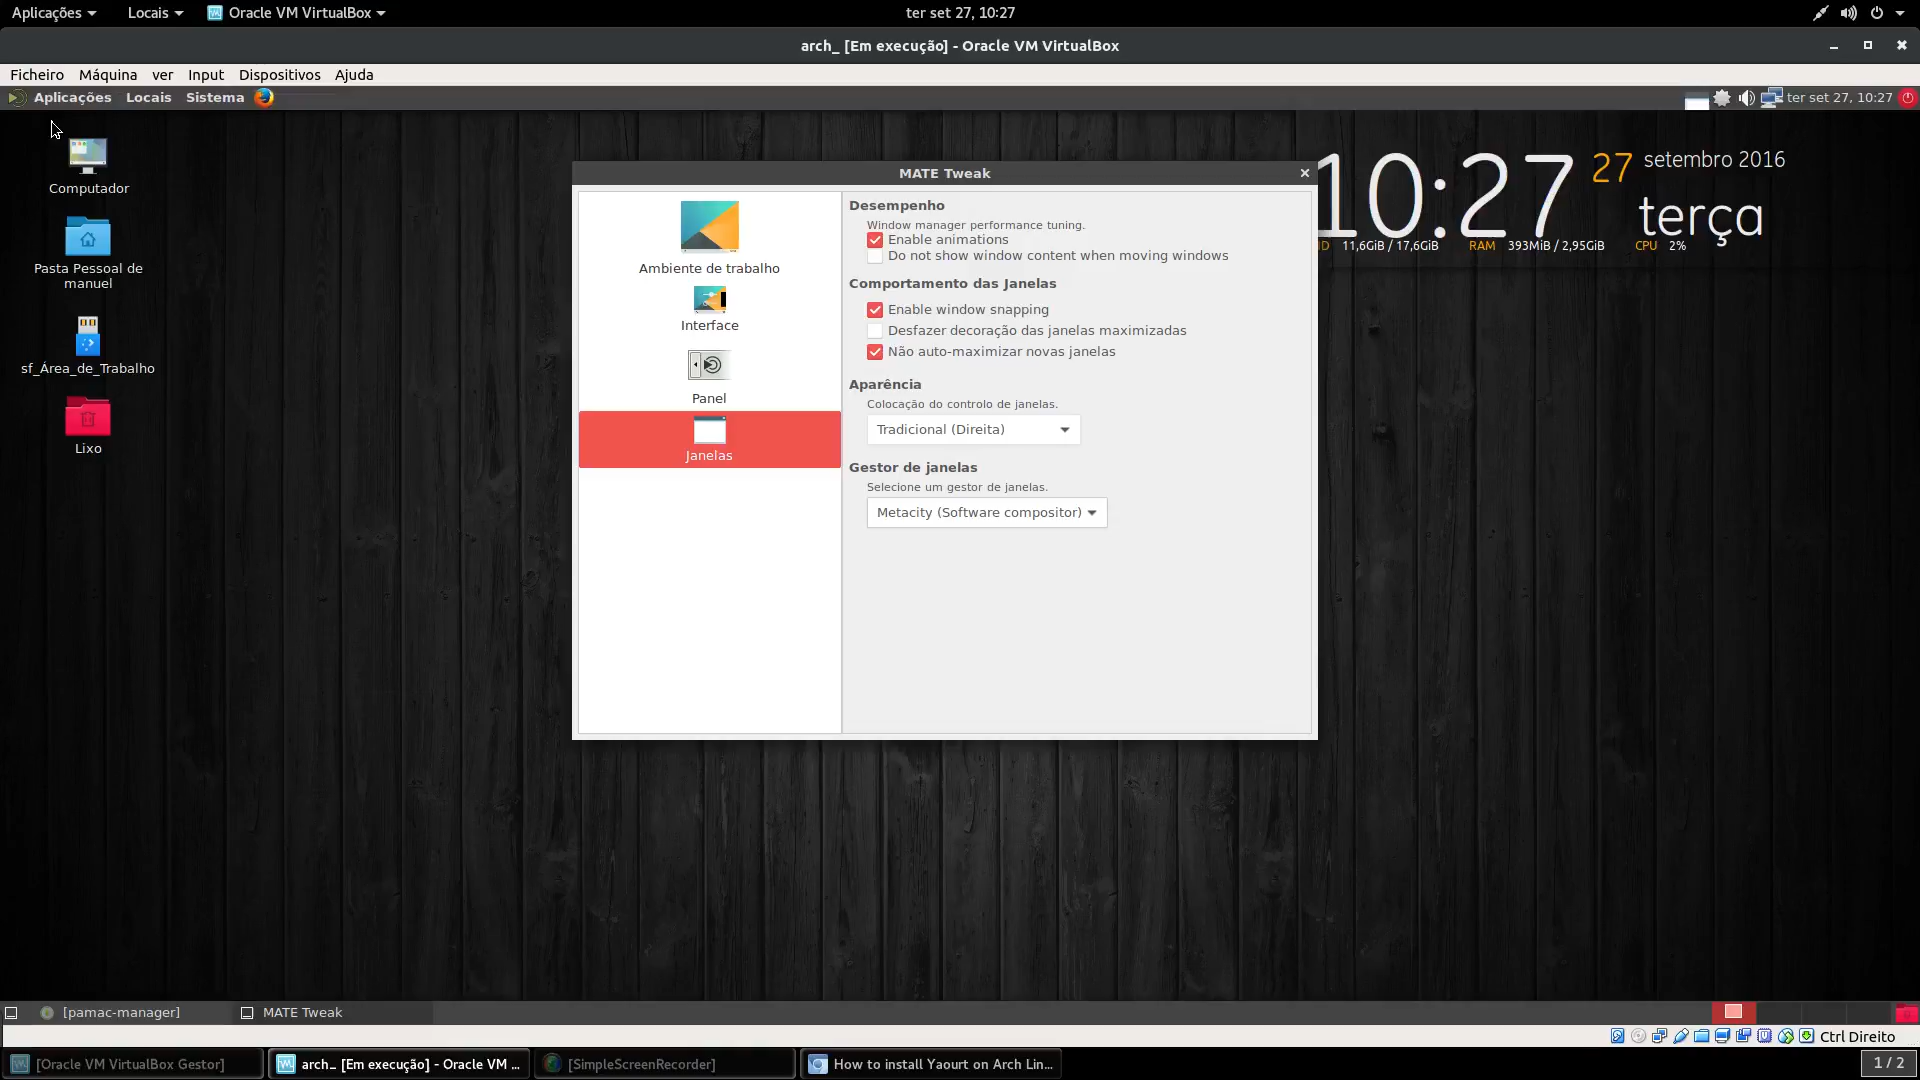 Aplicações Locais Oracle VM VirtualBox ter set 27, 10:27
arch_ [Em execução] - Oracle VM VirtualBox
Ficheiro Máquina ver Input Dispositivos Ajuda
Aplicações Locais Sistema ter set 27, 10:27
Computador
Pasta Pessoal de
manuel
sf_Área_de_Trabalho
Lixo
MATE Tweak
Ambiente de trabalho
Interface
Panel
Janelas
Desempenho
Window manager performance tuning.
Enable animations
Do not show window content when moving windows
Comportamento das Janelas
Enable window snapping
Desfazer decoração das janelas maximizadas
Não auto-maximizar novas janelas
Aparência
Colocação do controlo de janelas.
Tradicional (Direita)
Gestor de janelas
Selecione um gestor de janelas.
Metacity (Software compositor)
10:27 27 setembro 2016
terça
11,6GiB / 17,6GiB RAM 393MiB / 2,95GiB CPU 2%
[pamac-manager] MATE Tweak
Ctrl Direito
[Oracle VM VirtualBox Gestor] arch_ [Em execução] - Oracle VM ... [SimpleScreenRecorder] How to install Yaourt on Arch Lin... 1 / 2